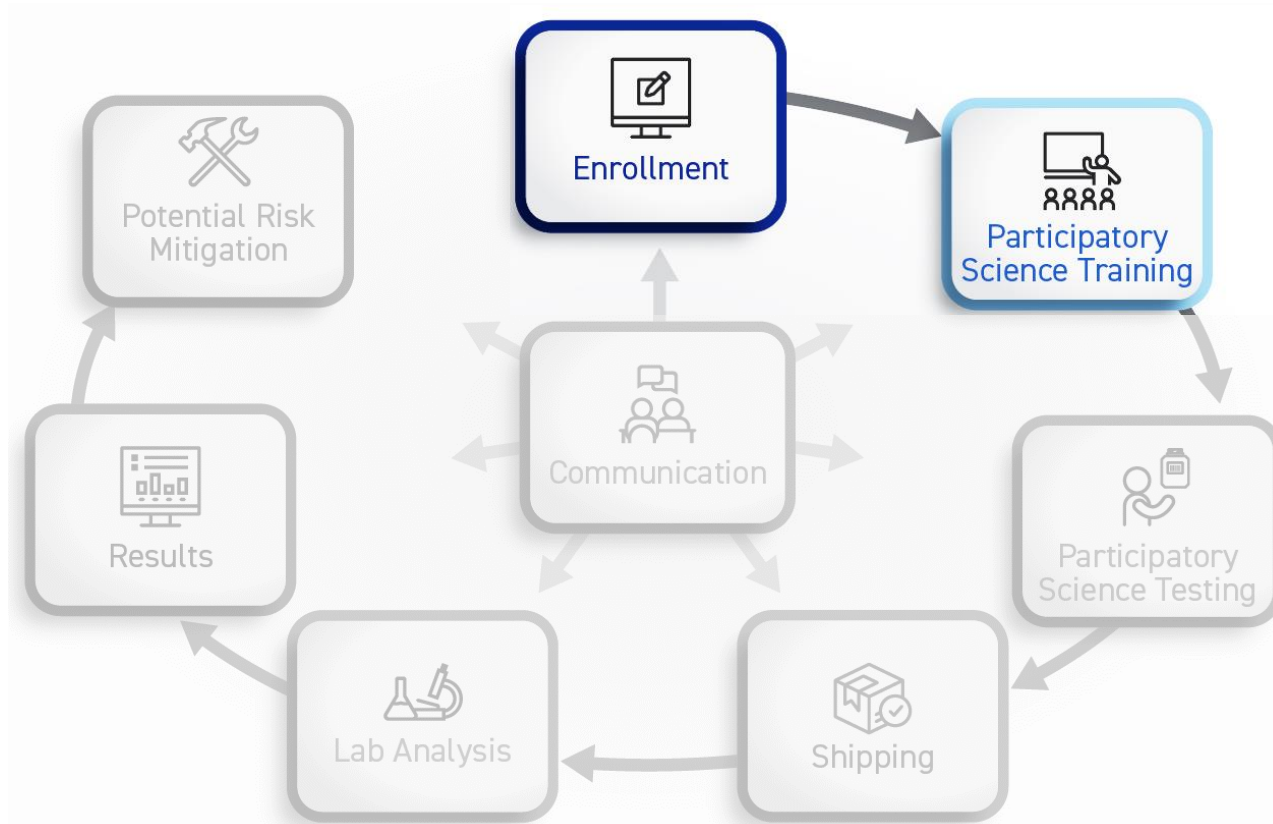 Enrollment
Participatory
Science Training
Participatory
Science Testing
Shipping
Lab Analysis
Results
Potential Risk
Mitigation
Communication